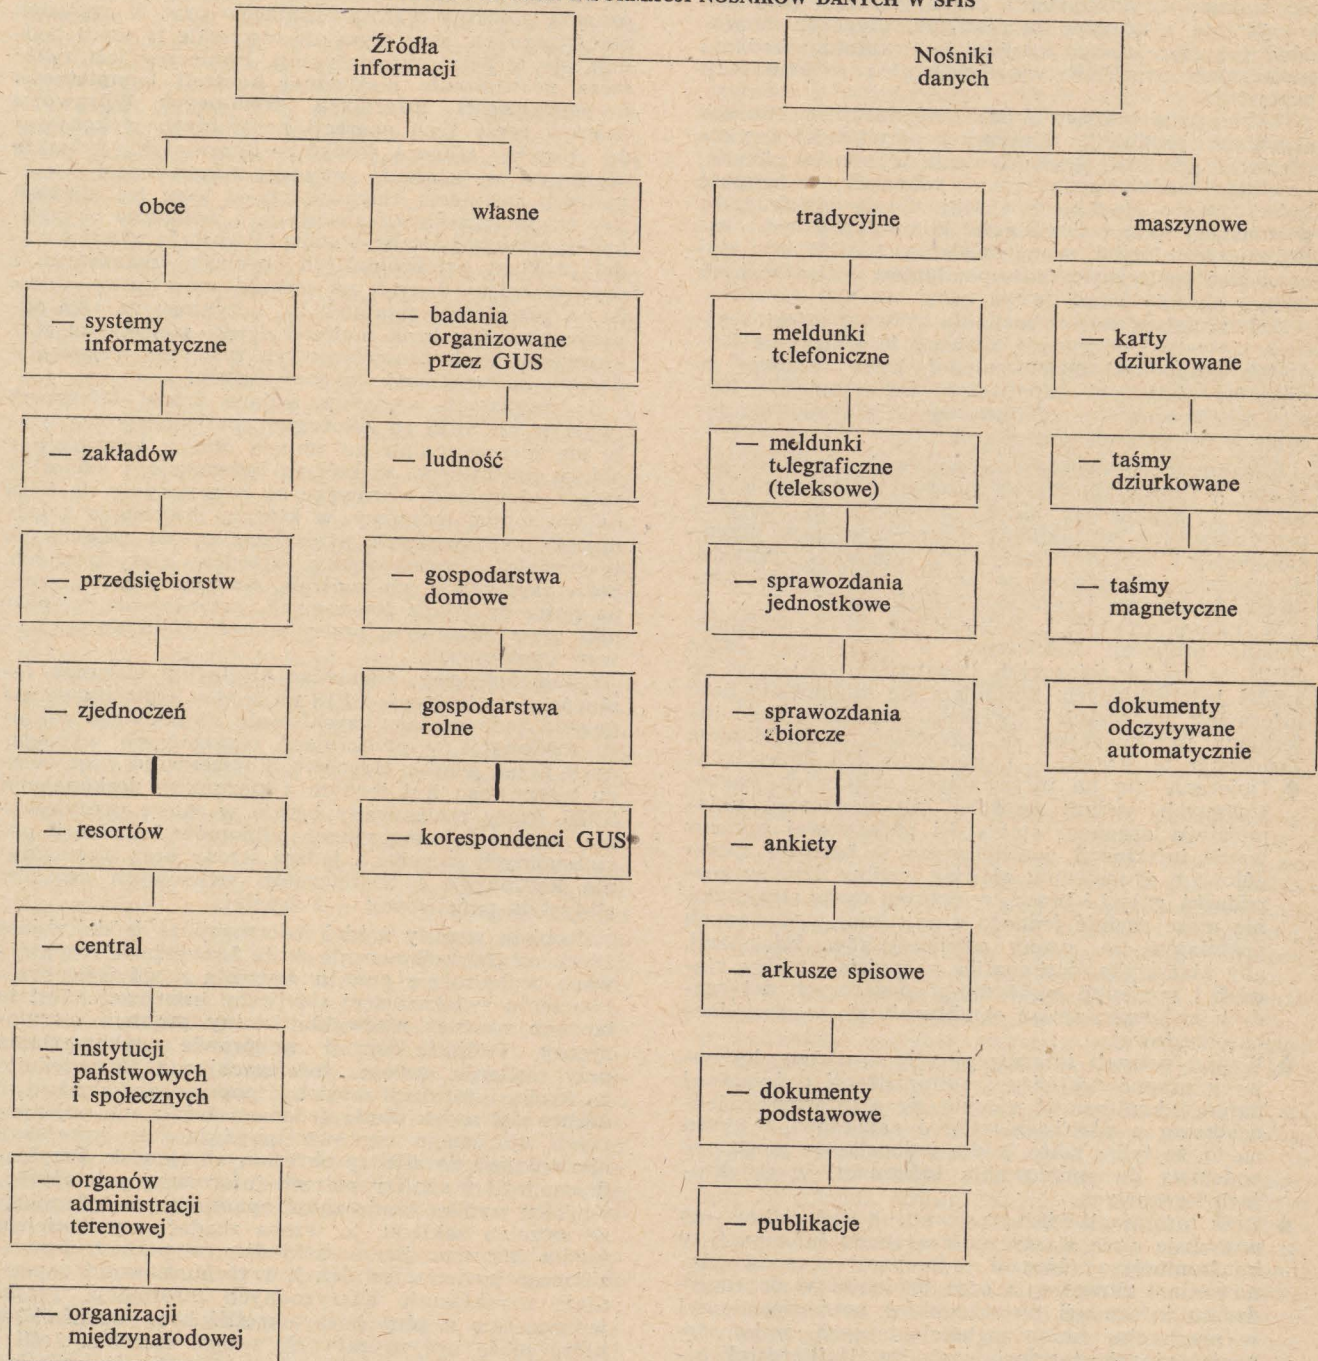 NOŚNIKÓW DANYCH W SPIS
Źródła
informacji
Nośniki
danych
obce
własne
tradycyjne
maszynowe
— systemy
informatyczne
— zakładów
— przedsiębiorstw
— zjednoczeń
— resortów
— central
— instytucji
państwowych
i społecznych
— organów
administracji
terenowej
— organizacji
międzynarodowej
— badania
organizowane
przez GUS
— ludność
— gospodarstwa
domowe
— gospodarstwa
rolne
— korespondenci GUS
— meldunki
telefoniczne
— meldunki
telegraficzne
(teleksowe)
— sprawozdania
jednostkowe
— sprawozdania
zbiorcze
— ankiety
— arkusze spisowe
— dokumenty
podstawowe
— publikacje
— karty
dziurkowane
— taśmy
dziurkowane
— taśmy
magnetyczne
— dokumenty
odczytywane
automatycznie